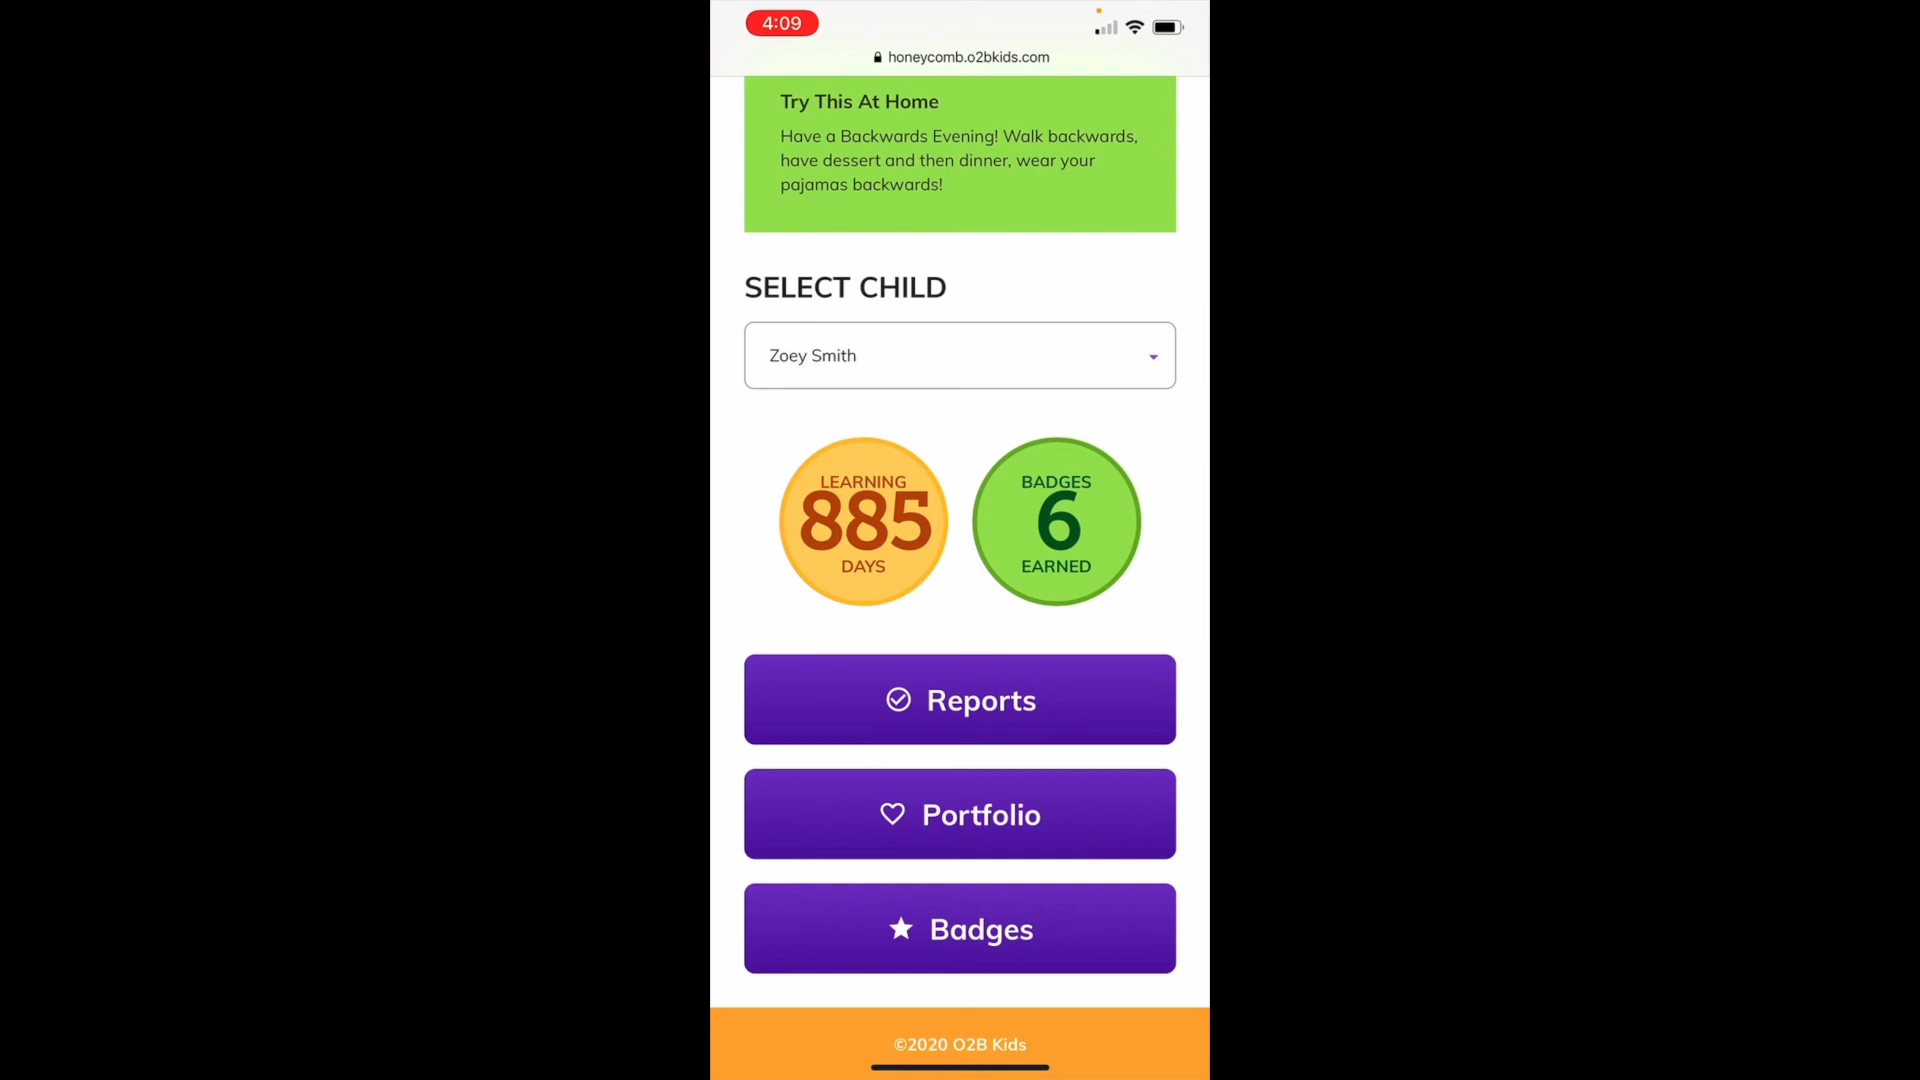 4:09
honeycomb.o2bkids.com
Try This At Home
Have a Backwards Evening! Walk backwards,
have dessert and then dinner, wear your
pajamas backwards!
SELECT CHILD
Zoey Smith
LEARNING
885
DAYS
BADGES
6
EARNED
Reports
Portfolio
Badges
©2020 O2B Kids